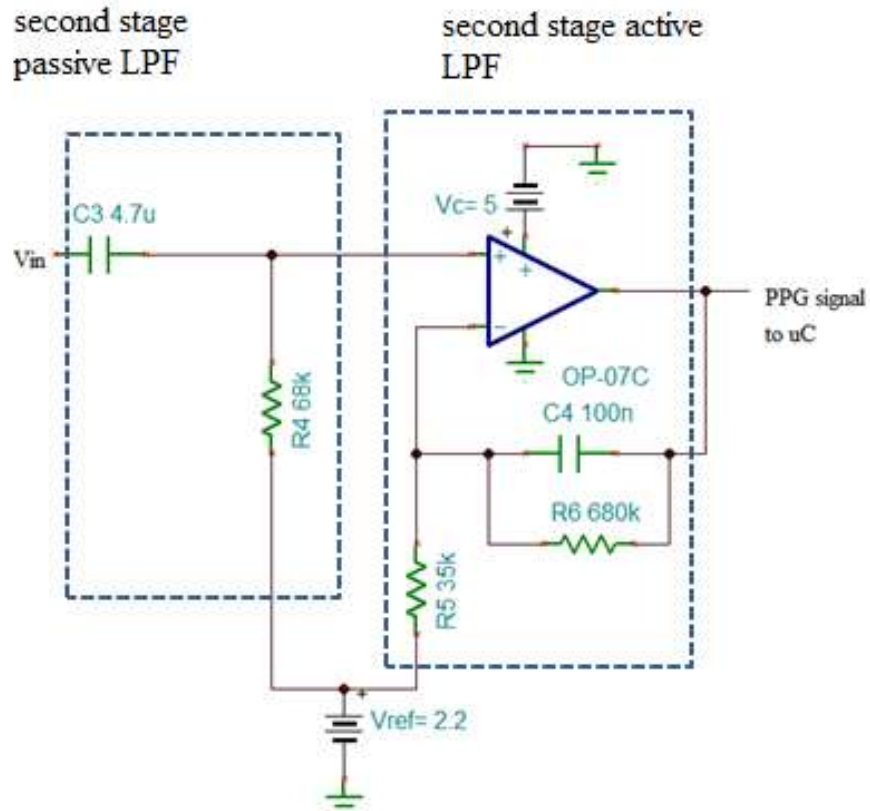 second stage
passive LPF
second stage active
LPF
C3 4.7u
Vc= 5
+
Vin
+
+
-
PPG signal
to uC
OP-07C
C4 100n
R4 68k
R6 680k
R5 35k
+
Vref= 2.2